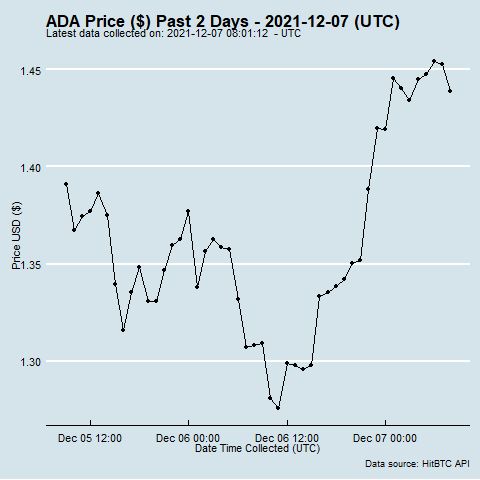 ADA Price ($) Past 2 Days - 2021-12-07 (UTC)
Latest data collected on: 2021-12-07 08:01:12 - UTC
1.45
1.40
1.35
1.30
Price USD ($)
Dec 05 12:00 Dec 06 00:00 Dec 06 12:00 Dec 07 00:00
Date Time Collected (UTC)
Data source: HitBTC API